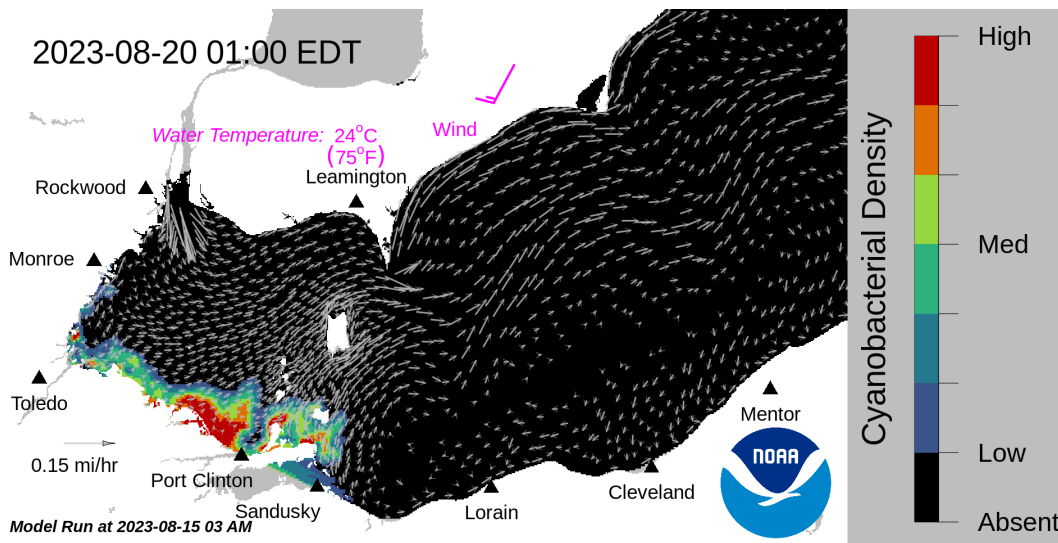 2023-08-20 01:00 EDT
High
Water Temperature: 24°C
(75°F)
Wind
Leamington
Rockwood
Monroe
Med
Cyanobacterial Density
Toledo
0.15 mi/hr
Port Clinton
Sandusky
Lorain
Cleveland
Mentor
NOAA
Low
Absent
Model Run at 2023-08-15 03 AM